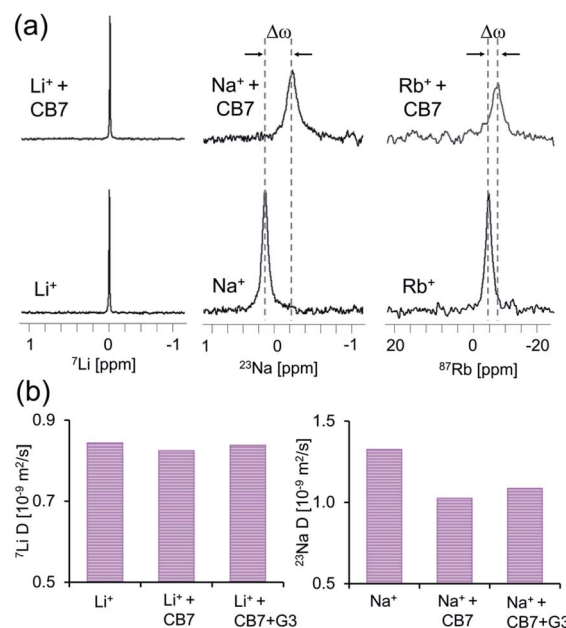 (a)
Δω
Δω
Li⁺ +
CB7
Na⁺ +
CB7
Rb⁺ +
CB7
Li⁺
Na⁺
Rb⁺
1 0 -1
⁷Li [ppm]
1 0 -1
²³Na [ppm]
22 0 -20
⁸⁷Rb [ppm]
(b)
⁷Li D [10⁻⁹ m²/s]
0.9
0.7
0.5
Li⁺
Li⁺ +
CB7
Li⁺ +
CB7+G3
²³Na D [10⁻⁹ m²/s]
1.5
1.0
0.5
Na⁺
Na⁺ +
CB7
Na⁺ +
CB7+G3